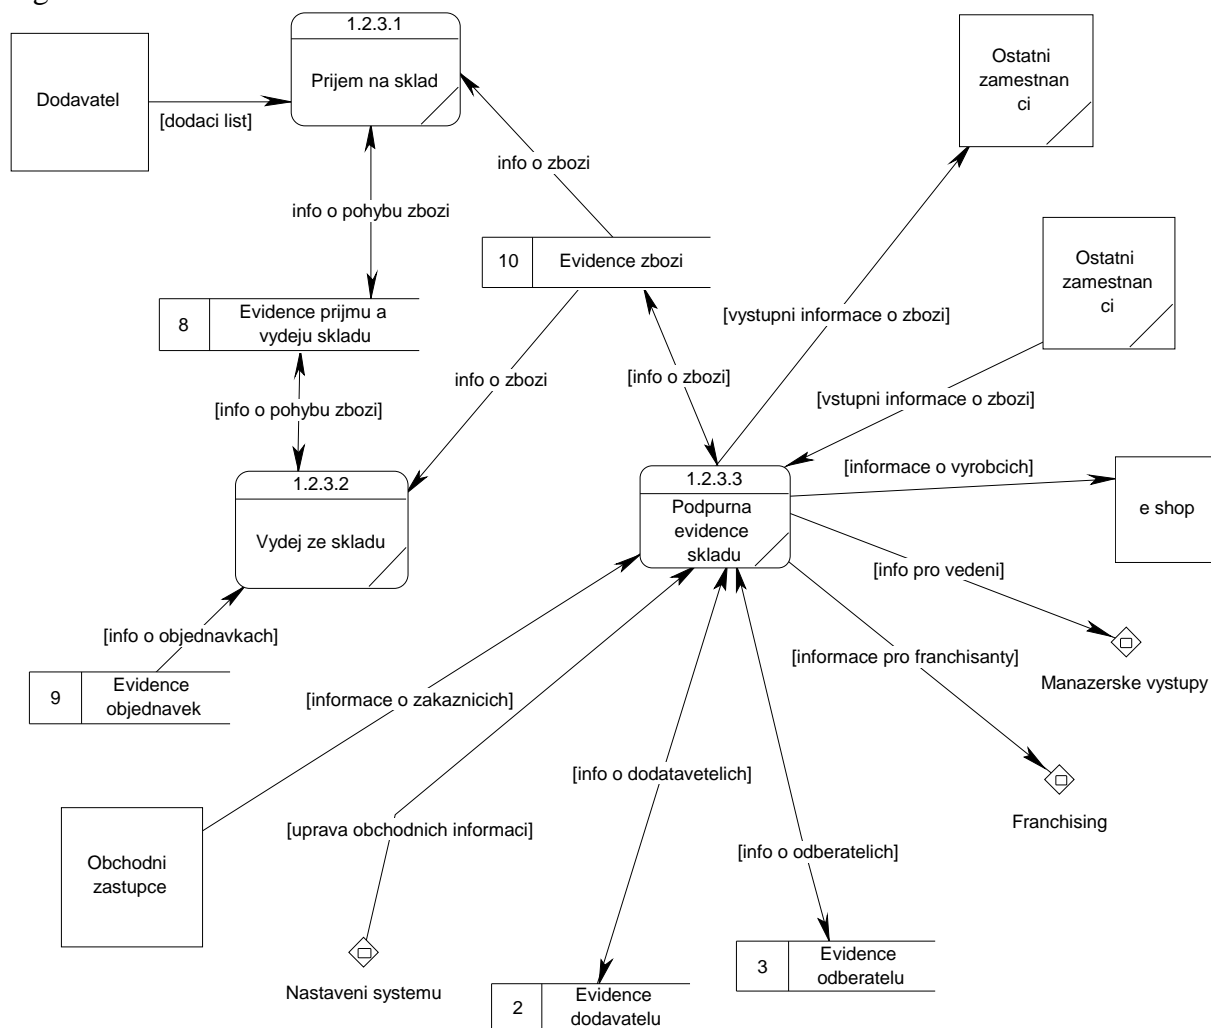 1.2.3.1
Prijem na sklad
Dodavatel
[dodaci list]
Ostatni
zamestnan
ci
info o zbozi
info o pohybu zbozi
10
Evidence zbozi
Ostatni
zamestnan
ci
8
Evidence prijmu a
vydeju skladu
[vystupni informace o zbozi]
info o zbozi
[info o zbozi]
[info o pohybu zbozi]
[vstupni informace o zbozi]
[informace o vyrobcich]
1.2.3.2
Vydej ze skladu
1.2.3.3
Podpurna
evidence
skladu
e shop
[info pro vedeni]
[info o objednavkach]
[informace pro franchisanty]
Manazerske vystupy
9
Evidence
objednavek
[informace o zakaznicich]
[info o dodatavetelich]
Franchising
[uprava obchodnich informaci]
[info o odberatelich]
Obchodni
zastupce
Nastaveni systemu
3
Evidence
odberatelu
2
Evidence
dodavatelu